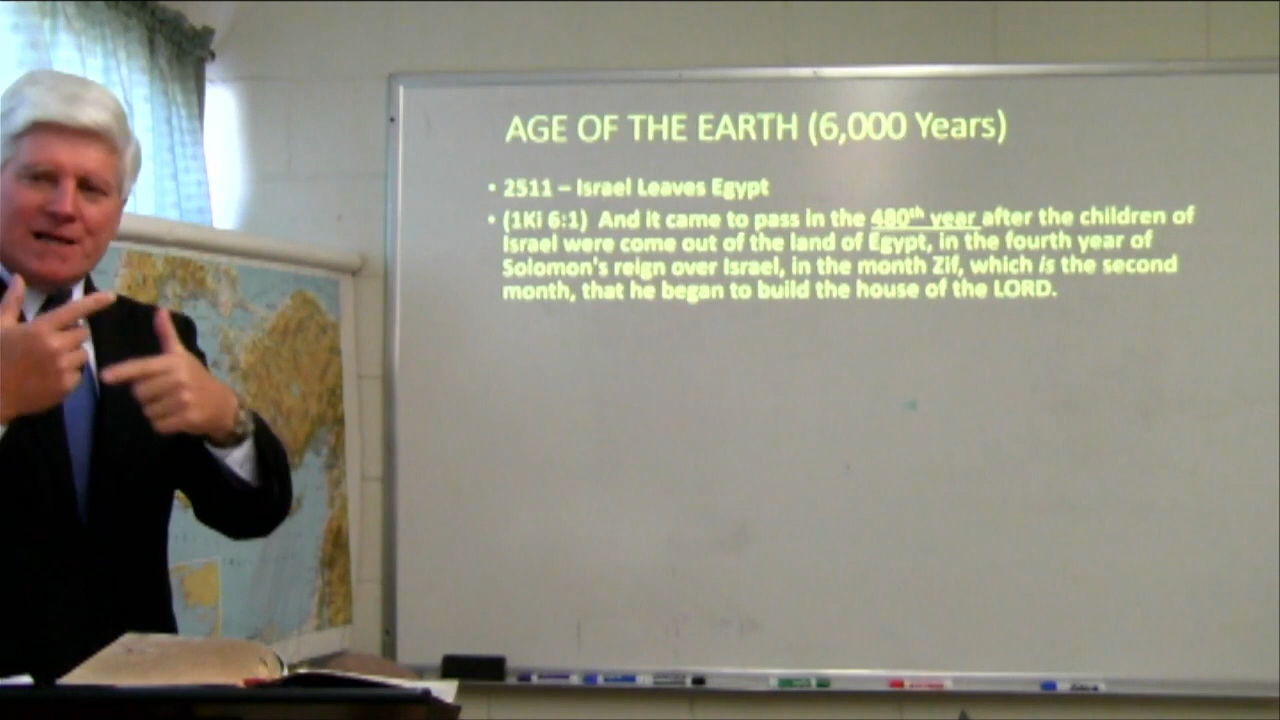 AGE OF THE EARTH (6,000 Years)
• 2511 – Israel Leaves Egypt
• (1Ki 6:1) And it came to pass in the 480th year after the children of
Israel were come out of the land of Egypt, in the fourth year of
Solomon's reign over Israel, in the month Zif, which is the second
month, that he began to build the house of the LORD.